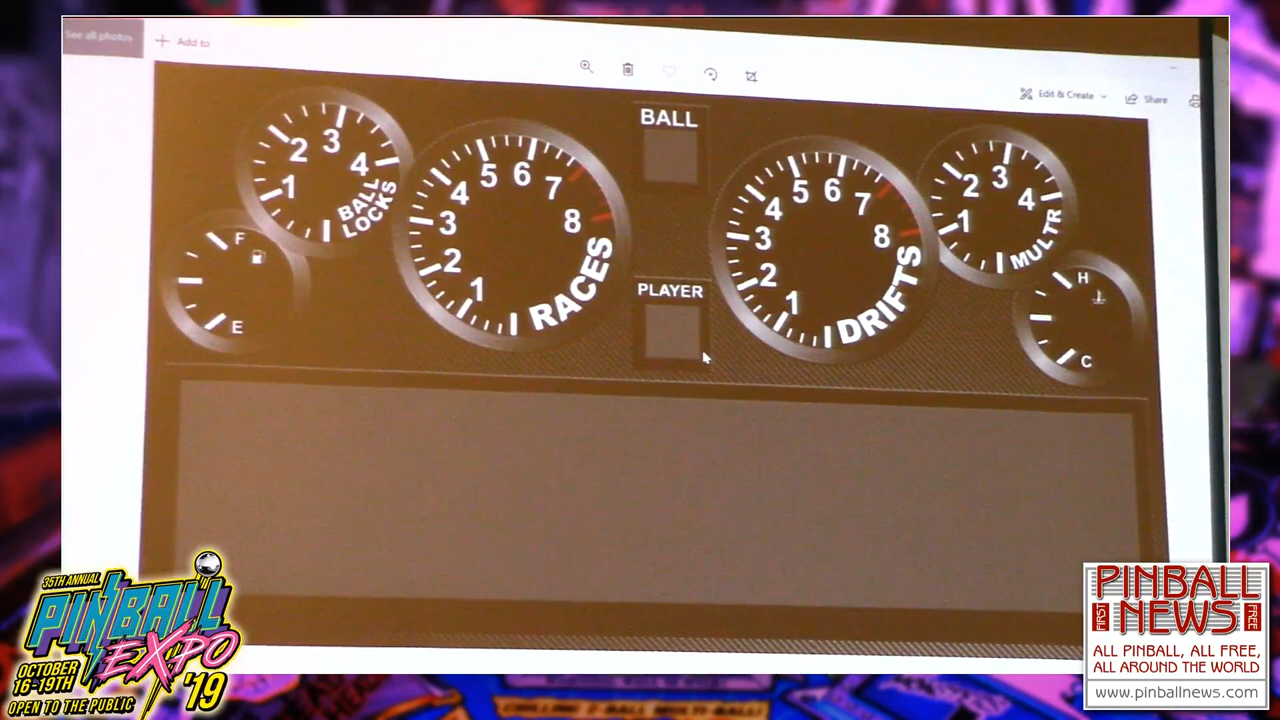 See all photos
+ Add to
Edit & Create
Share
1 2 3 4
BALL
LOCKS
F
E
1 2 3 4 5 6 7 8
RACES
BALL
PLAYER
1 2 3 4 5 6 7 8
DRIFTS
1 2 3 4
MULTR
H
C
35TH ANNUAL
PINBALL
EXPO
OCTOBER
16-19TH
'19
OPEN TO THE PUBLIC
PINBALL
FIRST NEWS FREE
ALL PINBALL, ALL FREE,
ALL AROUND THE WORLD
www.pinballnews.com